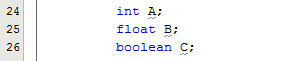 24 int A;
25 float B;
26 boolean C;